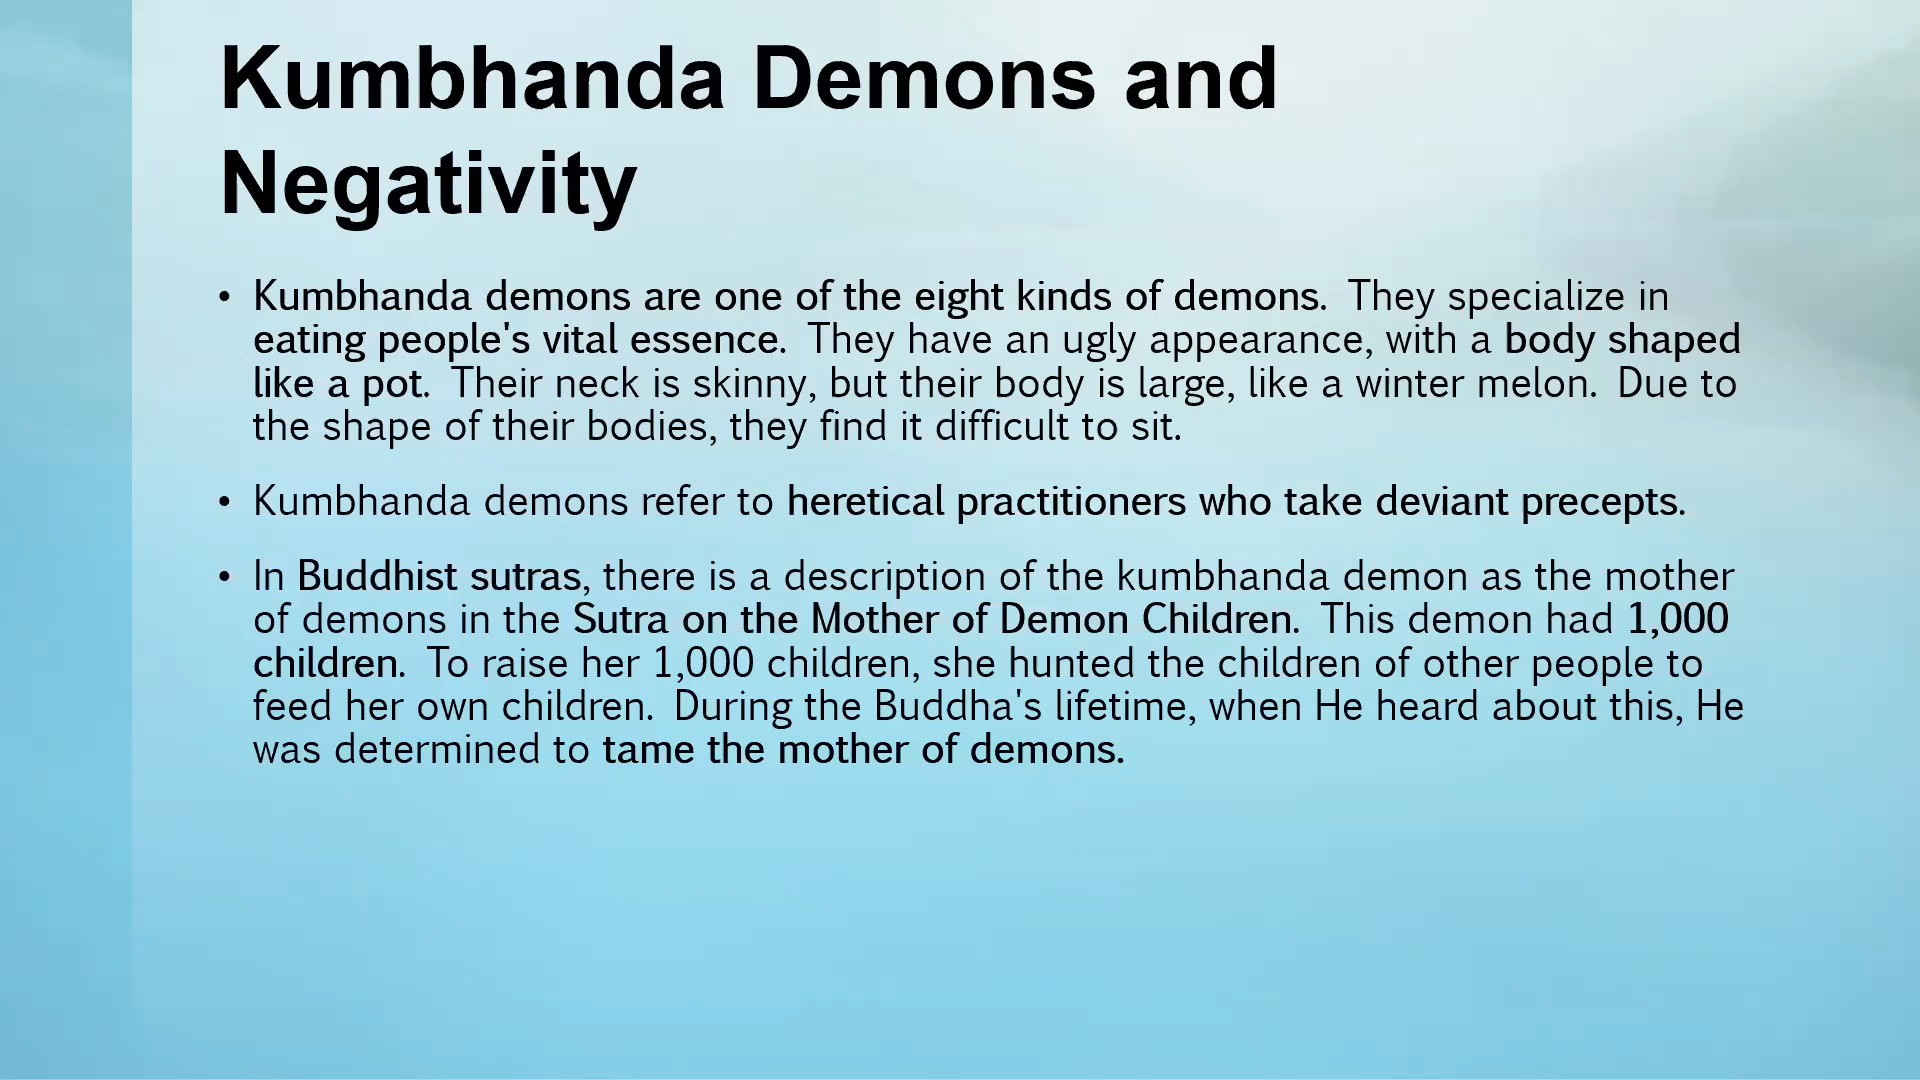 Kumbhanda Demons and
Negativity
• Kumbhanda demons are one of the eight kinds of demons. They specialize in
eating people's vital essence. They have an ugly appearance, with a body shaped
like a pot. Their neck is skinny, but their body is large, like a winter melon. Due to
the shape of their bodies, they find it difficult to sit.
• Kumbhanda demons refer to heretical practitioners who take deviant precepts.
• In Buddhist sutras, there is a description of the kumbhanda demon as the mother
of demons in the Sutra on the Mother of Demon Children. This demon had 1,000
children. To raise her 1,000 children, she hunted the children of other people to
feed her own children. During the Buddha's lifetime, when He heard about this, He
was determined to tame the mother of demons.